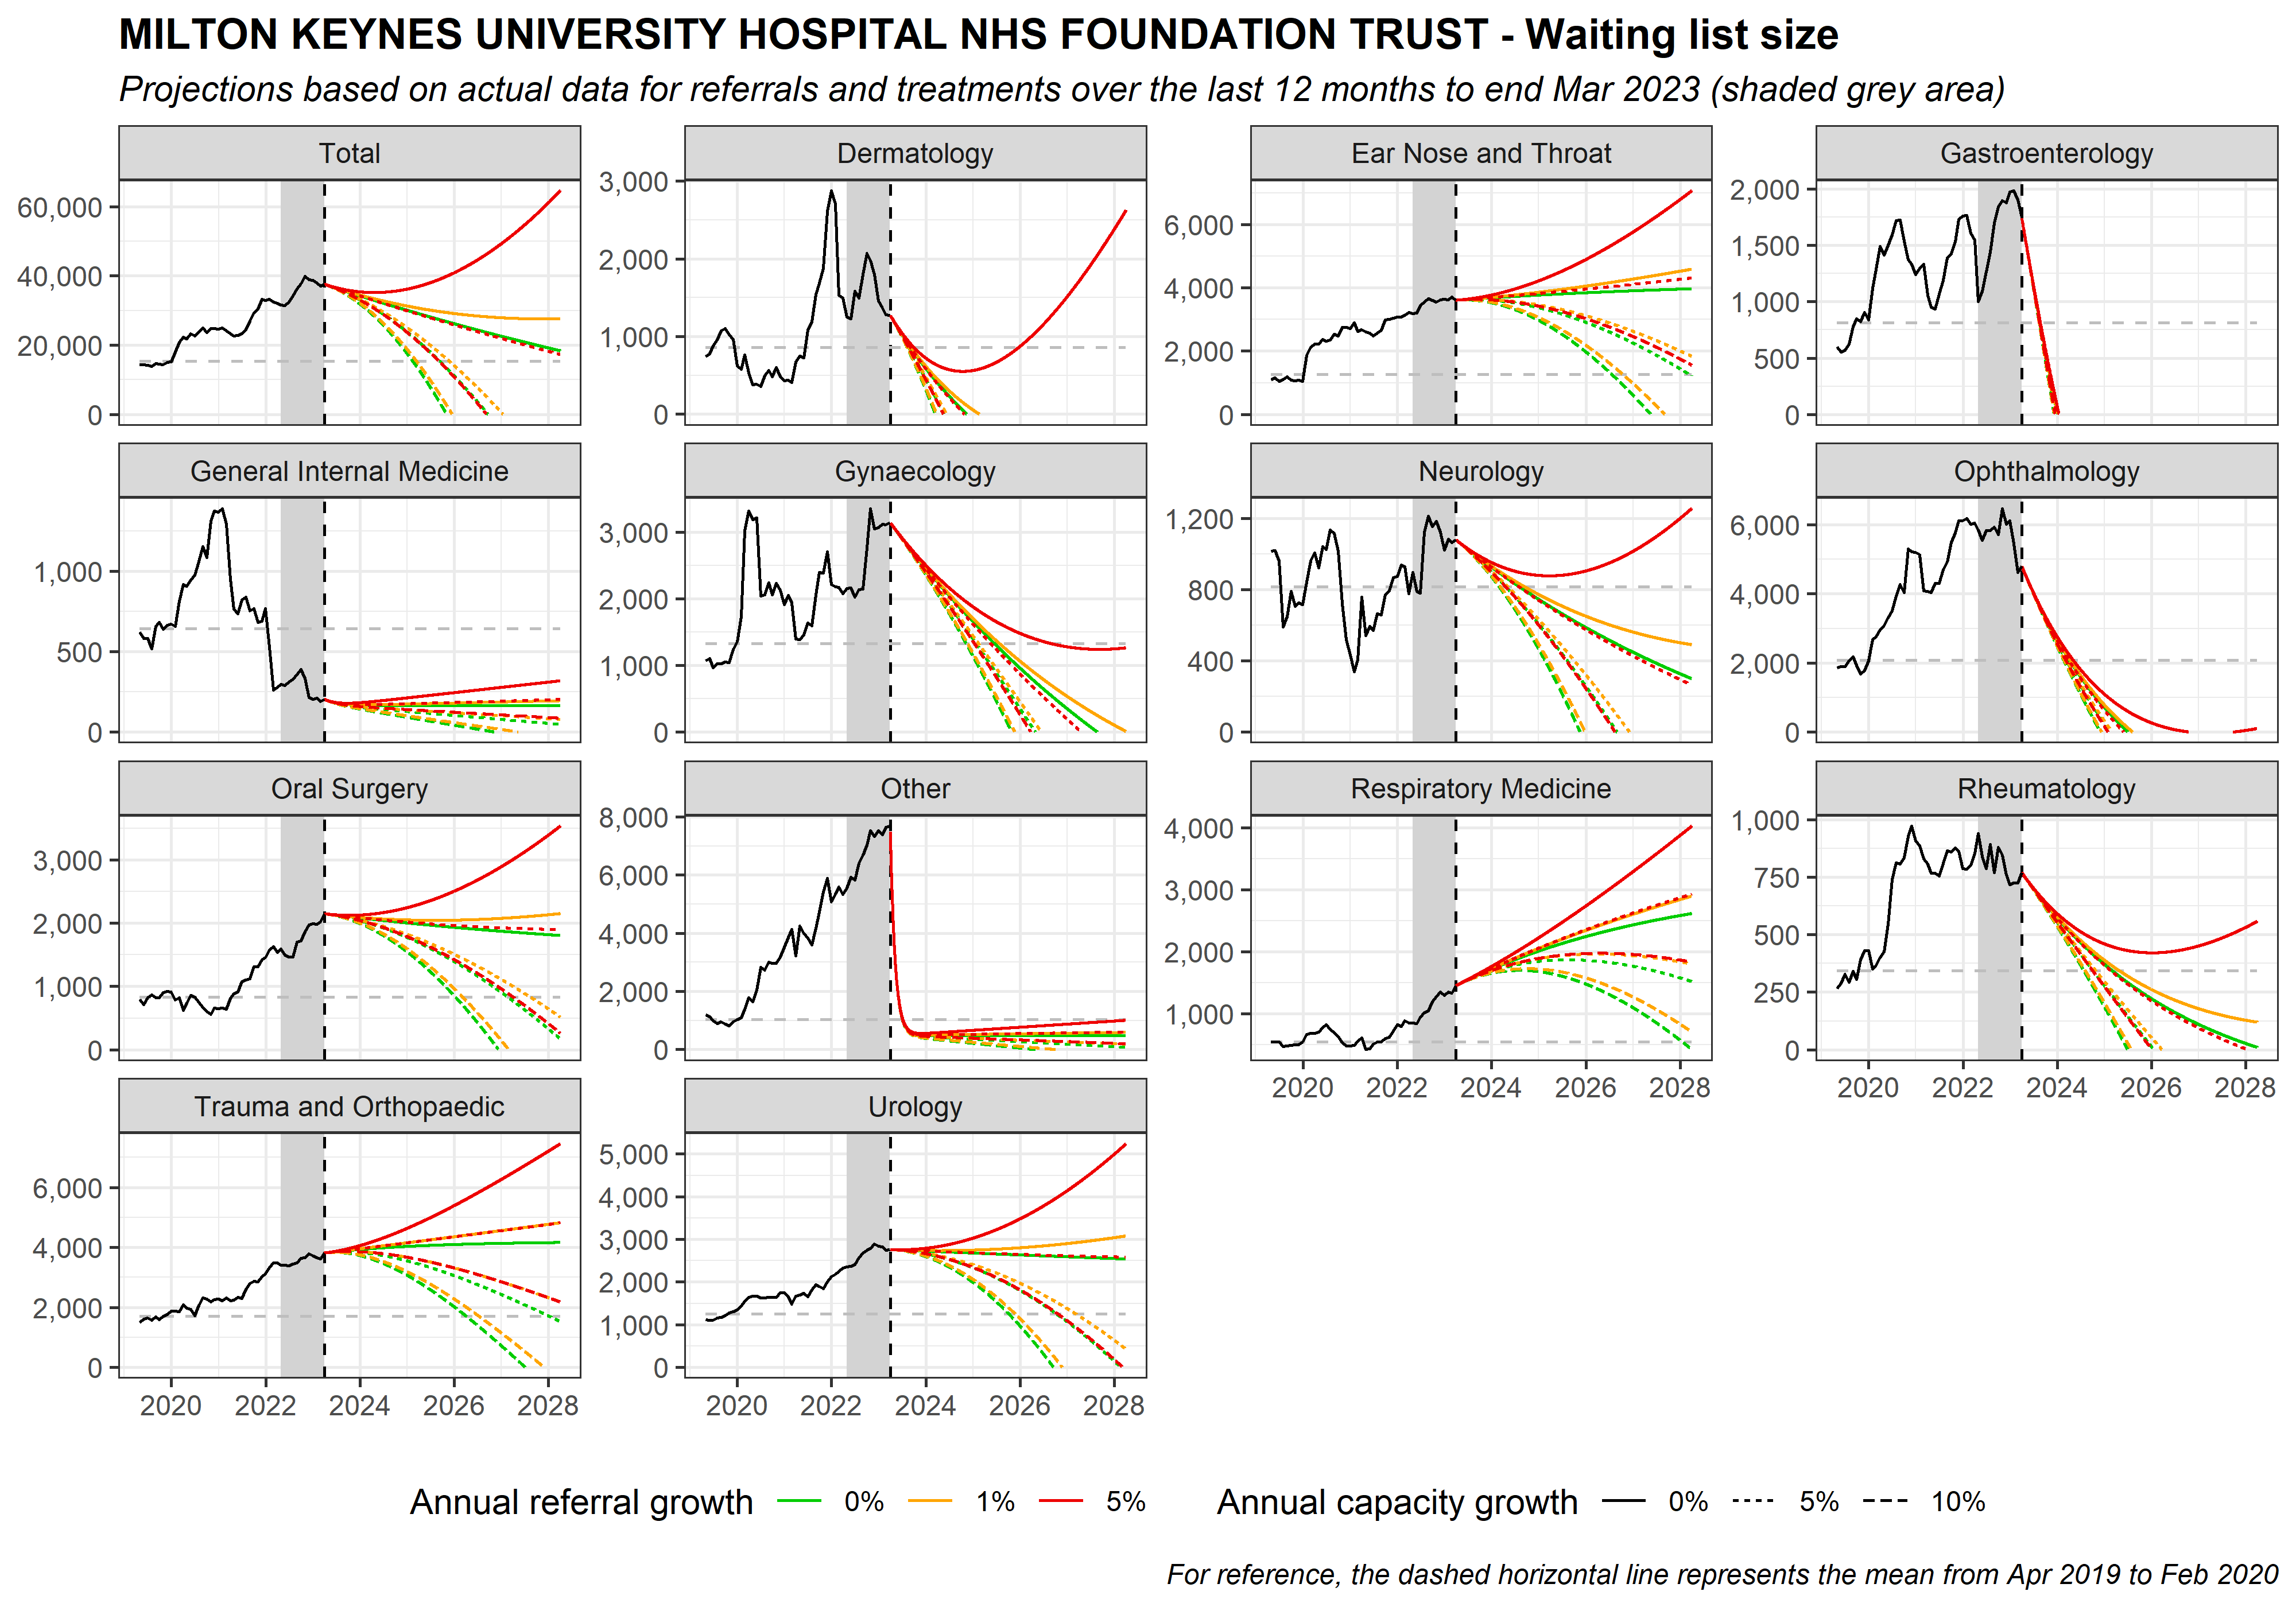 MILTON KEYNES UNIVERSITY HOSPITAL NHS FOUNDATION TRUST - Waiting list size
Projections based on actual data for referrals and treatments over the last 12 months to end Mar 2023 (shaded grey area)
Total
60,000
40,000
20,000
0
Dermatology
3,000
2,000
1,000
0
Ear Nose and Throat
6,000
4,000
2,000
0
Gastroenterology
2,000
1,500
1,000
500
0
General Internal Medicine
1,000
500
0
Gynaecology
3,000
2,000
1,000
0
Neurology
1,200
800
400
0
Ophthalmology
6,000
4,000
2,000
0
Oral Surgery
3,000
2,000
1,000
0
Other
8,000
6,000
4,000
2,000
0
Respiratory Medicine
4,000
3,000
2,000
1,000
2020 2022 2024 2026 2028
Rheumatology
1,000
750
500
250
0
2020 2022 2024 2026 2028
Trauma and Orthopaedic
6,000
4,000
2,000
0
2020 2022 2024 2026 2028
Urology
5,000
4,000
3,000
2,000
1,000
0
2020 2022 2024 2026 2028
Annual referral growth 0% 1% 5% Annual capacity growth 0% 5% 10%
For reference, the dashed horizontal line represents the mean from Apr 2019 to Feb 2020